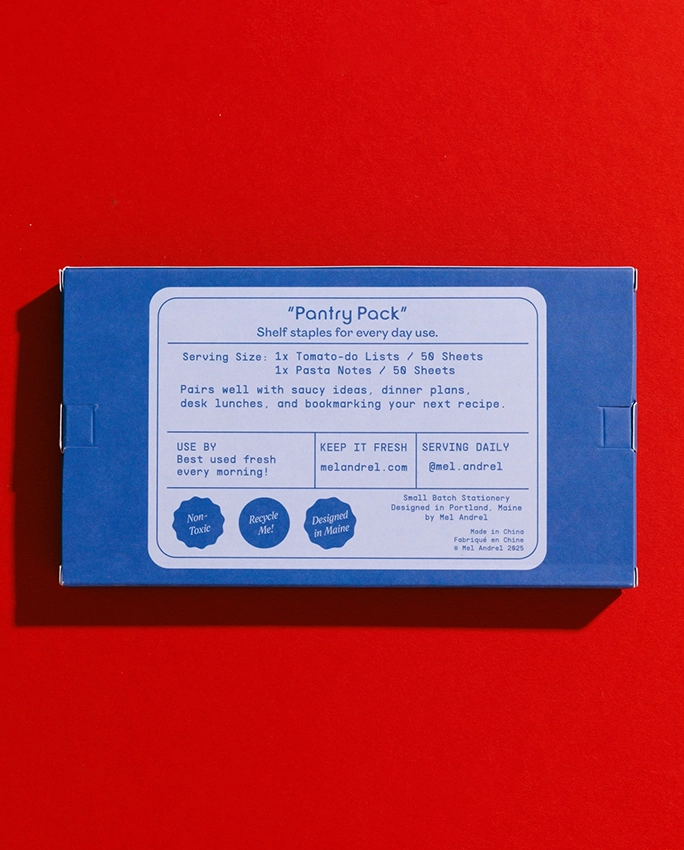 "Pantry Pack"
Shelf staples for every day use.
Serving Size: 1x Tomato-do Lists / 50 Sheets
1x Pasta Notes / 50 Sheets
Pairs well with saucy ideas, dinner plans,
desk lunches, and bookmarking your next recipe.
USE BY
Best used fresh
every morning!
KEEP IT FRESH
melandrel.com
SERVING DAILY
@mel.andrel
Non-
Toxic
Recycle
Me!
Designed
in Maine
Small Batch Stationery
Designed in Portland, Maine
by Mel Andrel
Made in China
Fabriqué en Chine
© Mel Andrel 2025